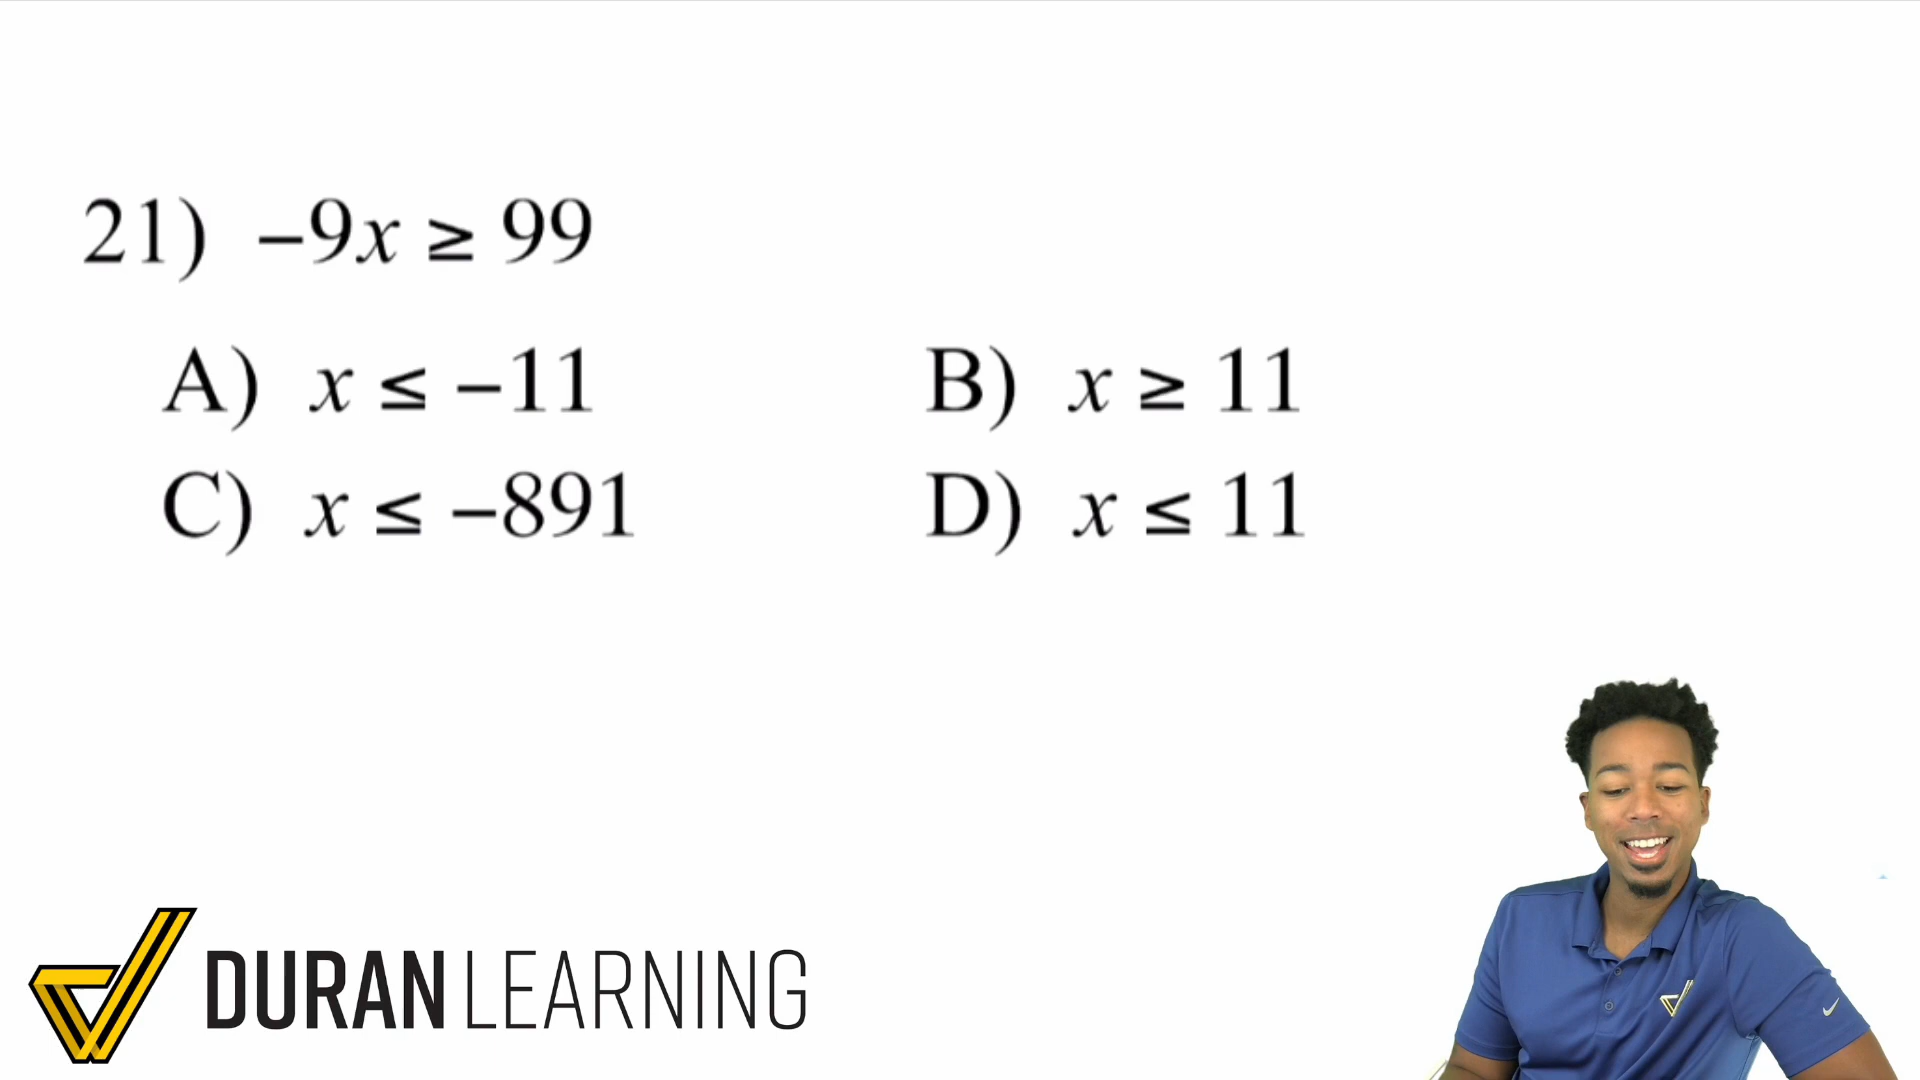 21) −9x ≥ 99
A) x ≤ −11 B) x ≥ 11
C) x ≤ −891 D) x ≤ 11
DURAN LEARNING